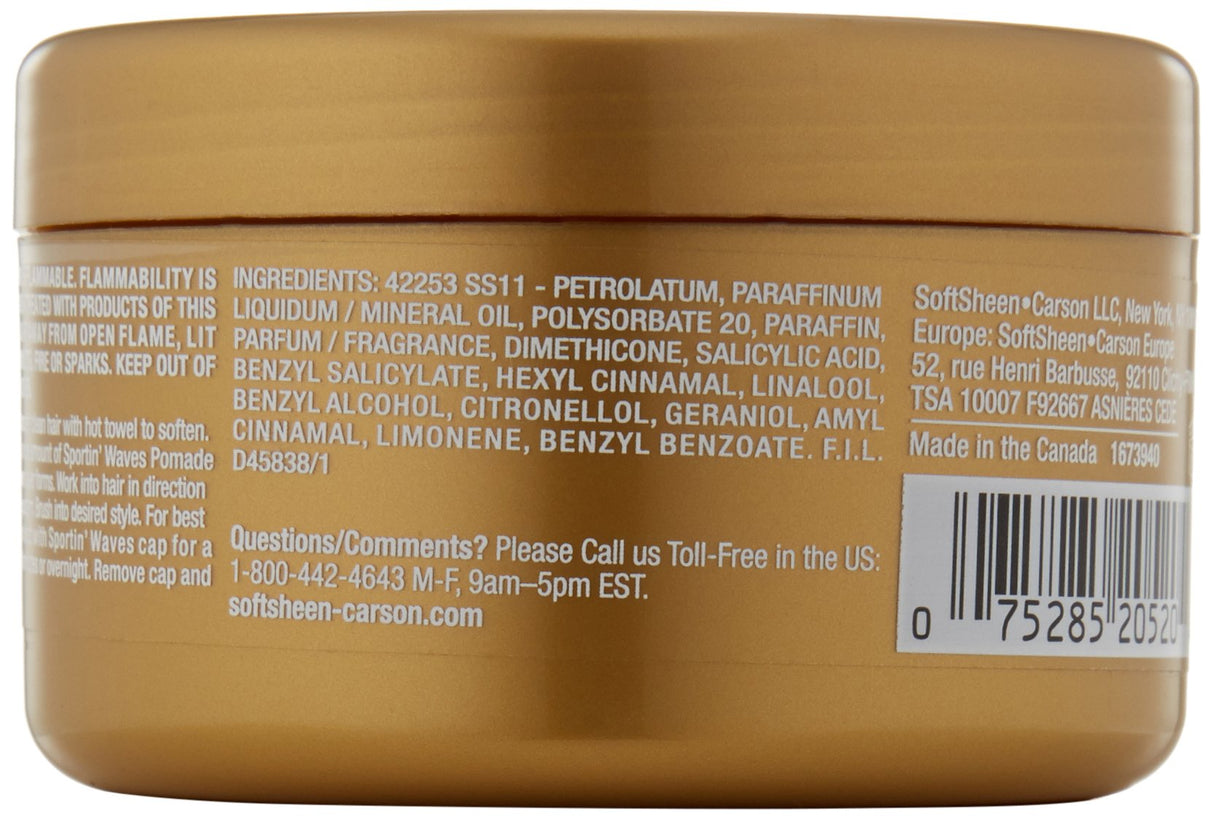 FLAMMABLE. FLAMMABILITY IS
TREATED WITH PRODUCTS OF THIS
AWAY FROM OPEN FLAME, LIT
FIRE OR SPARKS. KEEP OUT OF
hair with hot towel to soften.
amount of Sportin' Waves Pomade
forms. Work into hair in direction
Brush into desired style. For best
with Sportin' Waves cap for a
or overnight. Remove cap and
INGREDIENTS: 42253 SS11 - PETROLATUM, PARAFFINUM
LIQUIDUM / MINERAL OIL, POLYSORBATE 20, PARAFFIN,
PARFUM / FRAGRANCE, DIMETHICONE, SALICYLIC ACID,
BENZYL SALICYLATE, HEXYL CINNAMAL, LINALOOL,
BENZYL ALCOHOL, CITRONELLOL, GERANIOL, AMYL
CINNAMAL, LIMONENE, BENZYL BENZOATE. F.I.L.
D45838/1
Questions/Comments? Please Call us Toll-Free in the US:
1-800-442-4643 M-F, 9am–5pm EST.
softsheen-carson.com
SoftSheen•Carson LLC, New York,
Europe: SoftSheen•Carson Europe
52, rue Henri Barbusse, 92110
TSA 10007 F92667 ASNIÈRES
Made in the Canada 1673940
0 75285 20520